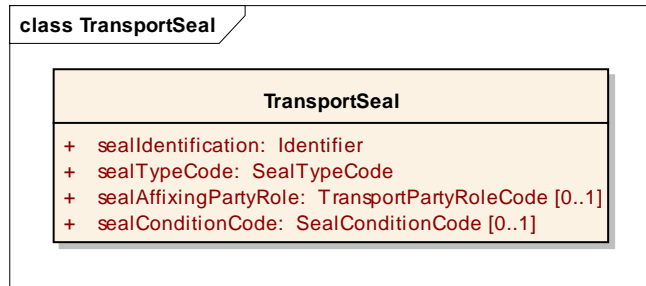 class TransportSeal
TransportSeal
+ sealIdentification: Identifier
+ sealTypeCode: SealTypeCode
+ sealAffixingPartyRole: TransportPartyRoleCode [0..1]
+ sealConditionCode: SealConditionCode [0..1]